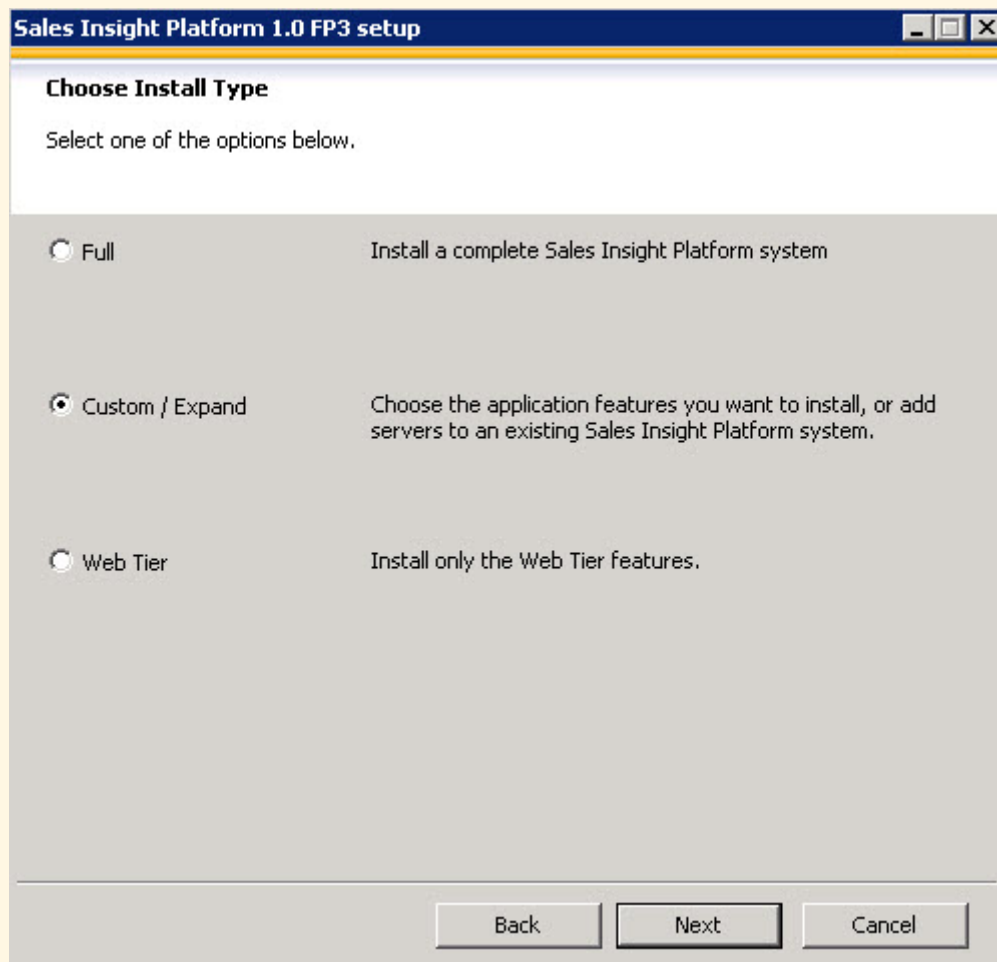 Sales Insight Platform 1.0 FP3 setup
Choose Install Type
Select one of the options below.
Full
Install a complete Sales Insight Platform system
Custom / Expand
Choose the application features you want to install, or add
servers to an existing Sales Insight Platform system.
Web Tier
Install only the Web Tier features.
Back
Next
Cancel